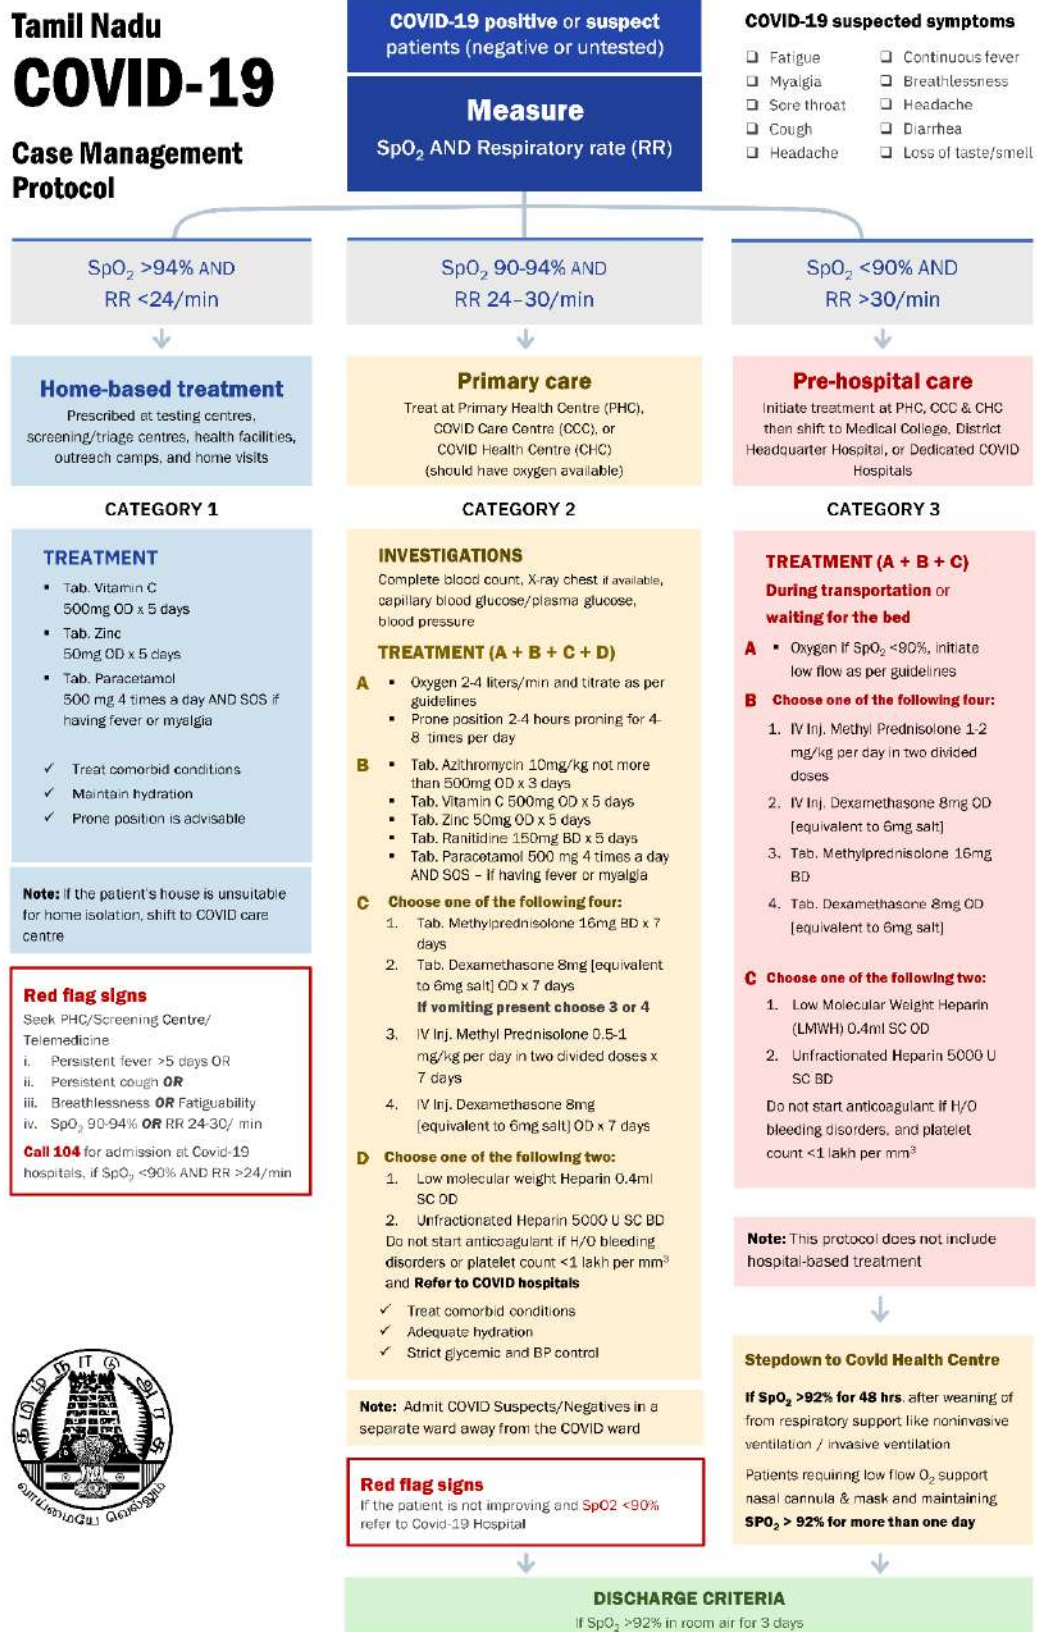 Tamil Nadu
COVID-19
Case Management
Protocol
COVID-19 positive or suspect
patients (negative or untested)
Measure
SpO₂ AND Respiratory rate (RR)
COVID-19 suspected symptoms
❑ Fatigue
❑ Myalgia
❑ Sore throat
❑ Cough
❑ Headache
❑ Continuous fever
❑ Breathlessness
❑ Headache
❑ Diarrhea
❑ Loss of taste/smell
SpO₂ >94% AND
RR <24/min
SpO₂ 90-94% AND
RR 24–30/min
SpO₂ <90% AND
RR >30/min
Home-based treatment
Prescribed at testing centres,
screening/triage centres, health facilities,
outreach camps, and home visits
Primary care
Treat at Primary Health Centre (PHC),
COVID Care Centre (CCC), or
COVID Health Centre (CHC)
(should have oxygen available)
Pre-hospital care
Initiate treatment at PHC, CCC & CHC
then shift to Medical College, District
Headquarter Hospital, or Dedicated COVID
Hospitals
CATEGORY 1
TREATMENT
▪ Tab. Vitamin C
500mg OD x 5 days
▪ Tab. Zinc
50mg OD x 5 days
▪ Tab. Paracetamol
500 mg 4 times a day AND SOS if
having fever or myalgia
✓ Treat comorbid conditions
✓ Maintain hydration
✓ Prone position is advisable
Note: If the patient's house is unsuitable
for home isolation, shift to COVID care
centre
Red flag signs
Seek PHC/Screening Centre/
Telemedicine
i. Persistent fever >5 days OR
ii. Persistent cough OR
iii. Breathlessness OR Fatiguability
iv. SpO₂ 90-94% OR RR 24-30/ min
Call 104 for admission at Covid-19
hospitals, if SpO₂ <90% AND RR >24/min
CATEGORY 2
INVESTIGATIONS
Complete blood count, X-ray chest if available,
capillary blood glucose/plasma glucose,
blood pressure
TREATMENT (A + B + C + D)
A ▪ Oxygen 2-4 liters/min and titrate as per
guidelines
▪ Prone position 2-4 hours proning for 4-
8 times per day
B ▪ Tab. Azithromycin 10mg/kg not more
than 500mg OD x 3 days
▪ Tab. Vitamin C 500mg OD x 5 days
▪ Tab. Zinc 50mg OD x 5 days
▪ Tab. Ranitidine 150mg BD x 5 days
▪ Tab. Paracetamol 500 mg 4 times a day
AND SOS – if having fever or myalgia
C Choose one of the following four:
1. Tab. Methylprednisolone 16mg BD x 7
days
2. Tab. Dexamethasone 8mg [equivalent
to 6mg salt] OD x 7 days
If vomiting present choose 3 or 4
3. IV Inj. Methyl Prednisolone 0.5-1
mg/kg per day in two divided doses x
7 days
4. IV Inj. Dexamethasone 8mg
[equivalent to 6mg salt] OD x 7 days
D Choose one of the following two:
1. Low molecular weight Heparin 0.4ml
SC OD
2. Unfractionated Heparin 5000 U SC BD
Do not start anticoagulant if H/O bleeding
disorders or platelet count <1 lakh per mm³
and Refer to COVID hospitals
✓ Treat comorbid conditions
✓ Adequate hydration
✓ Strict glycemic and BP control
Note: Admit COVID Suspects/Negatives in a
separate ward away from the COVID ward
Red flag signs
If the patient is not improving and SpO2 <90%
refer to Covid-19 Hospital
CATEGORY 3
TREATMENT (A + B + C)
During transportation or
waiting for the bed
A ▪ Oxygen If SpO₂ <90%, initiate
low flow as per guidelines
B Choose one of the following four:
1. IV Inj. Methyl Prednisolone 1-2
mg/kg per day in two divided
doses
2. IV Inj. Dexamethasone 8mg OD
[equivalent to 6mg salt]
3. Tab. Methylprednisolone 16mg
BD
4. Tab. Dexamethasone 8mg OD
[equivalent to 6mg salt]
C Choose one of the following two:
1. Low Molecular Weight Heparin
(LMWH) 0.4ml SC OD
2. Unfractionated Heparin 5000 U
SC BD
Do not start anticoagulant if H/O
bleeding disorders, and platelet
count <1 lakh per mm³
Note: This protocol does not include
hospital-based treatment
Stepdown to Covid Health Centre
If SpO₂ >92% for 48 hrs. after weaning of
from respiratory support like noninvasive
ventilation / invasive ventilation
Patients requiring low flow O₂ support
nasal cannula & mask and maintaining
SPO₂ > 92% for more than one day
தமிழ்நாடு அரசு
வாய்மையே வெல்லும்
DISCHARGE CRITERIA
If SpO₂ >92% in room air for 3 days